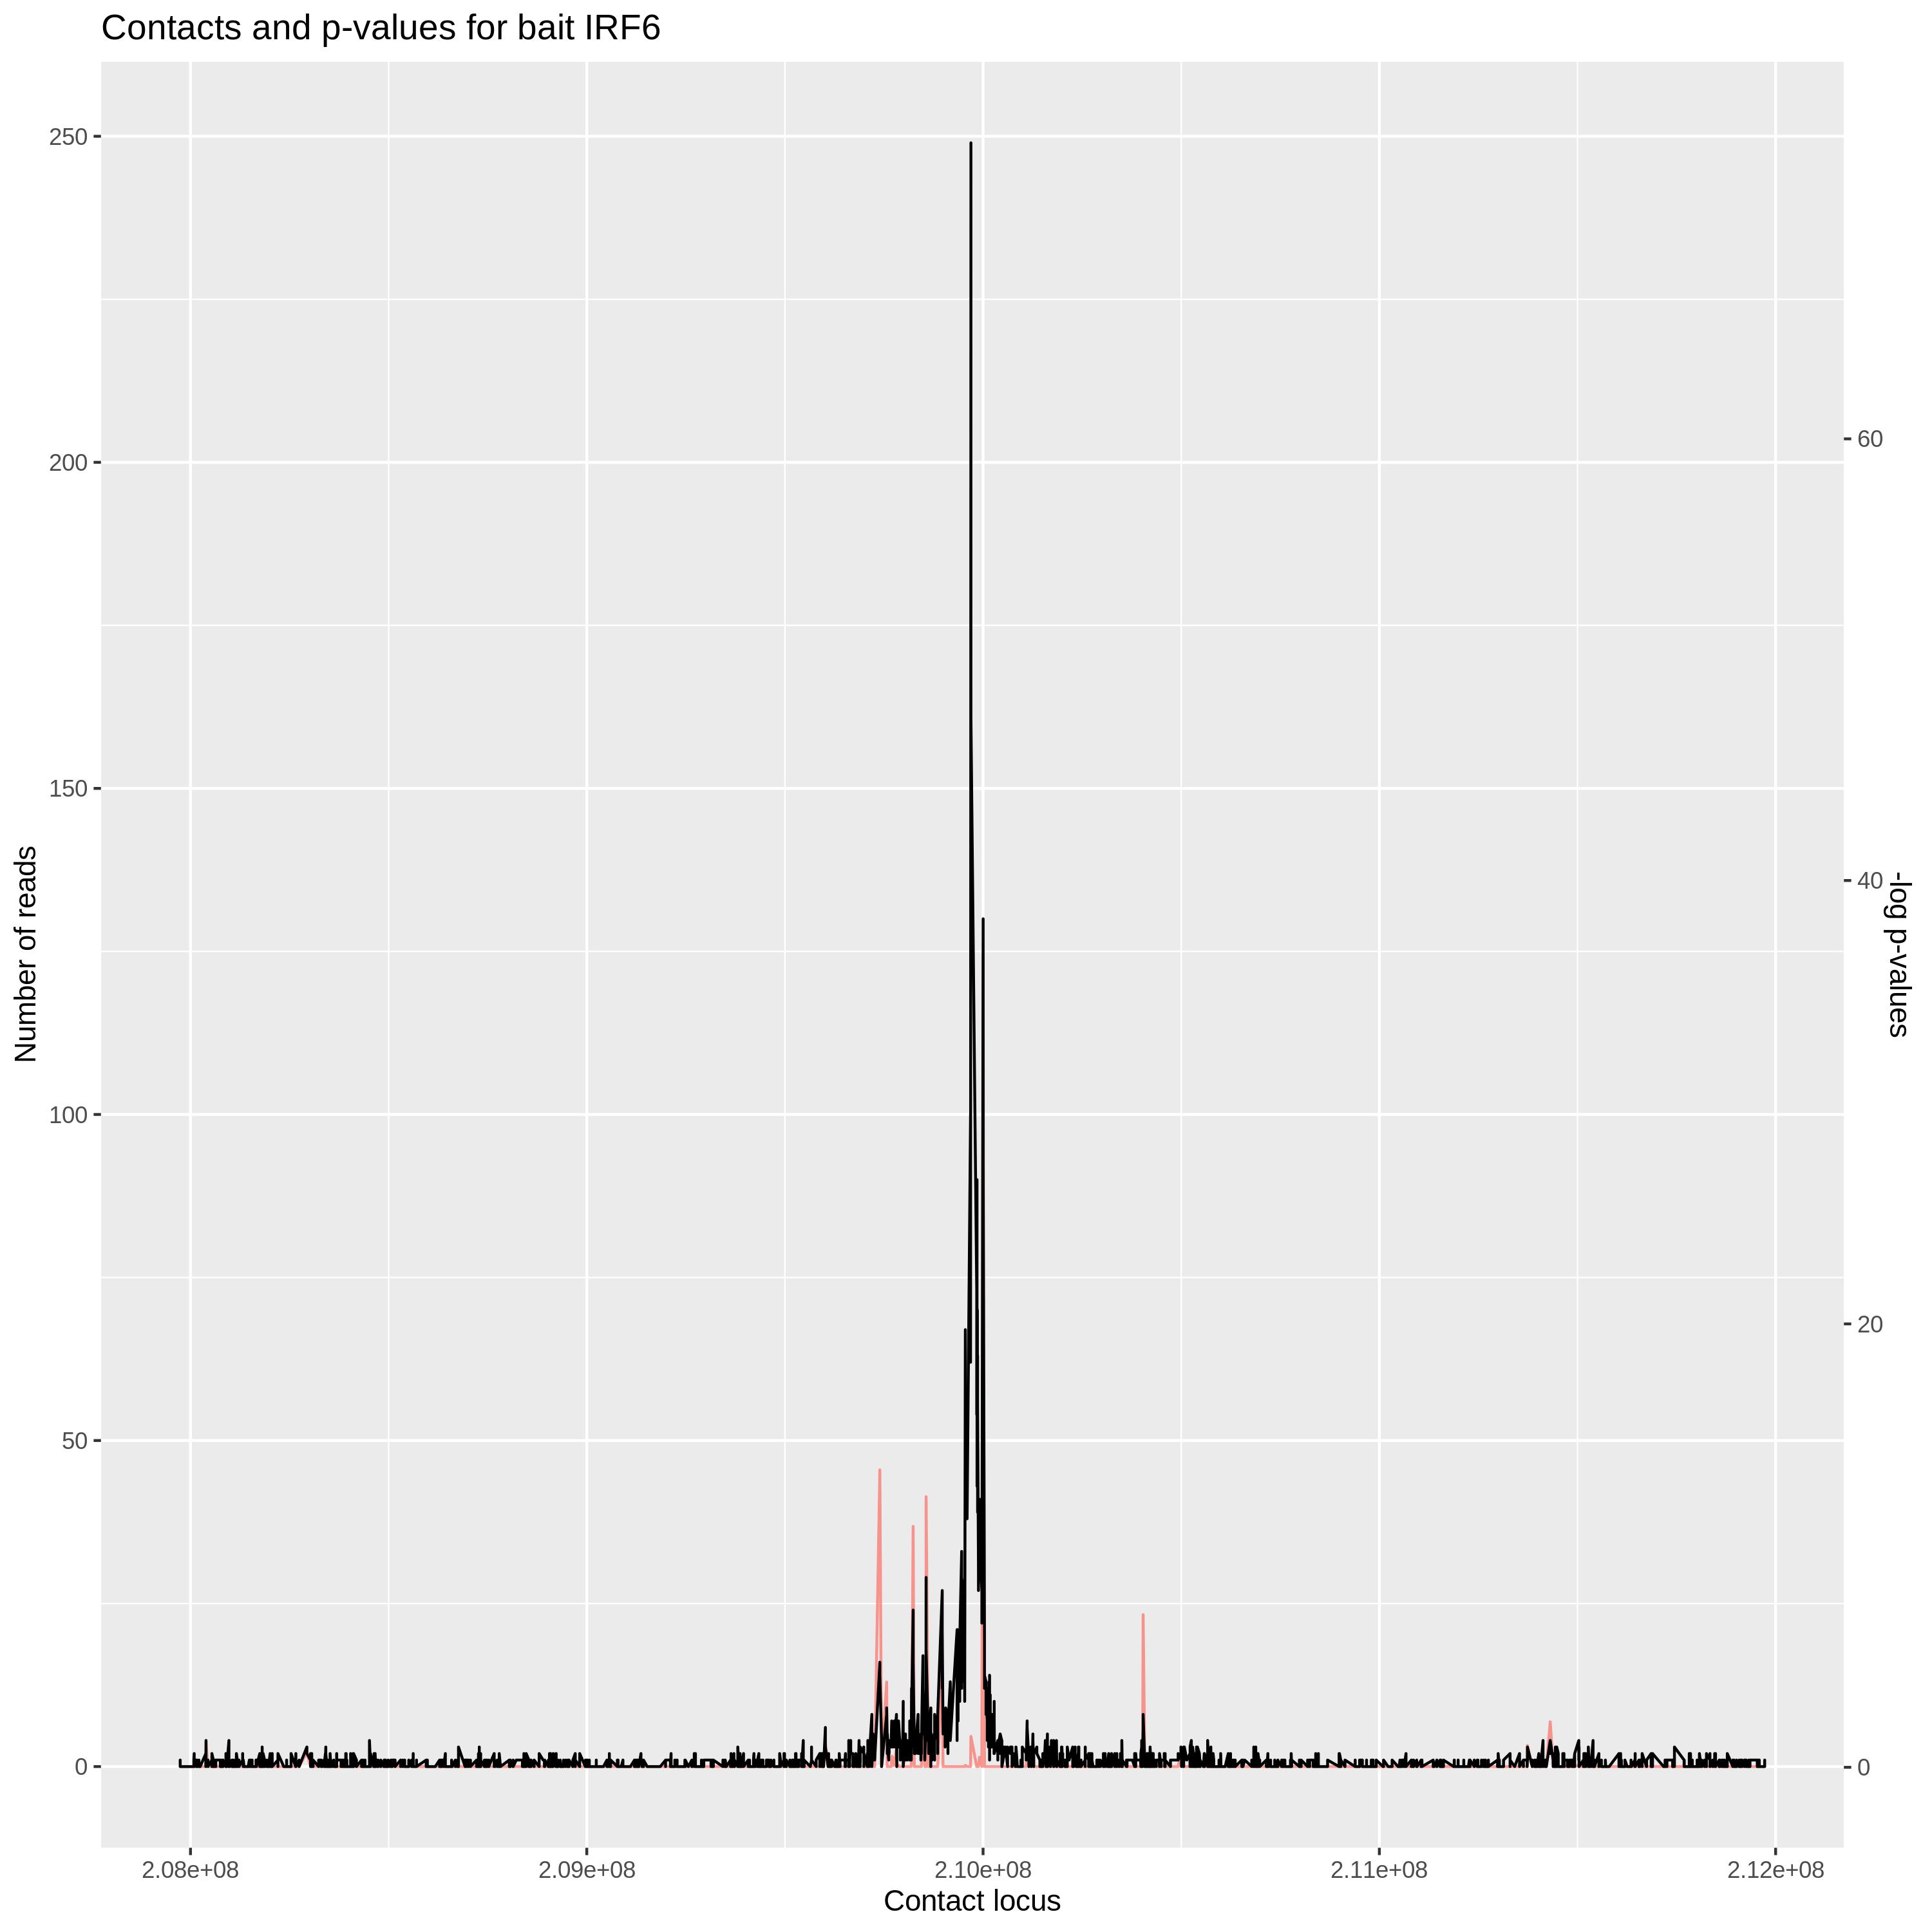 Contacts and p-values for bait IRF6
250
200
150
100
50
0
Number of reads
60
40
20
0
-log p-values
2.08e+08
2.09e+08
2.10e+08
2.11e+08
2.12e+08
Contact locus